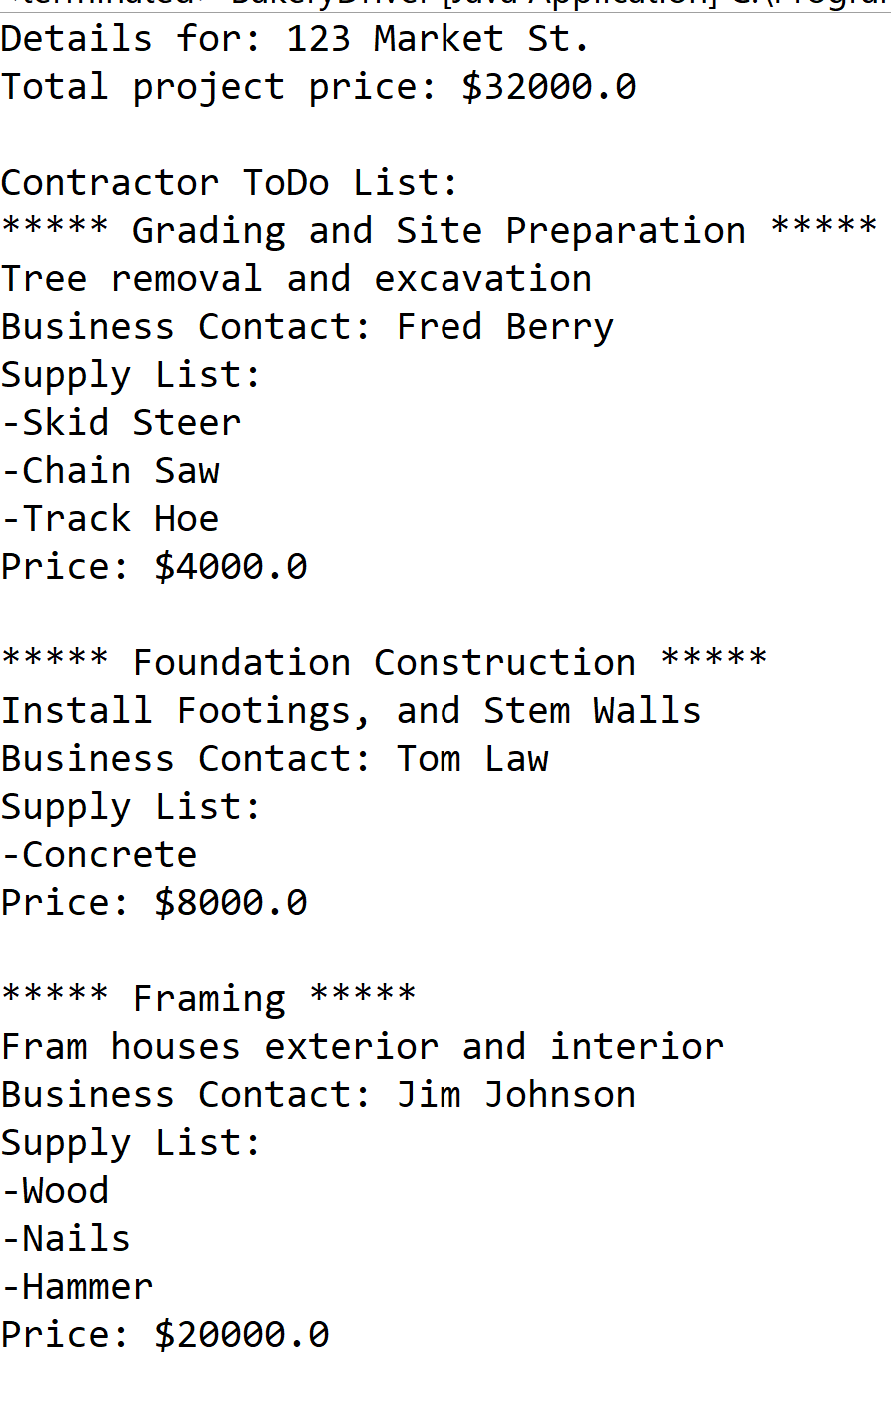 Details for: 123 Market St.
Total project price: $32000.0
Contractor ToDo List:
***** Grading and Site Preparation *****
Tree removal and excavation
Business Contact: Fred Berry
Supply List:
-Skid Steer
-Chain Saw
-Track Hoe
Price: $4000.0
***** Foundation Construction *****
Install Footings, and Stem Walls
Business Contact: Tom Law
Supply List:
-Concrete
Price: $8000.0
***** Framing *****
Fram houses exterior and interior
Business Contact: Jim Johnson
Supply List:
-Wood
-Nails
-Hammer
Price: $20000.0